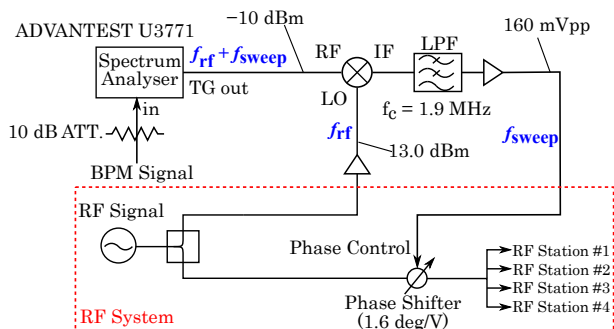 ADVANTEST U3771
−10 dBm
160 mVpp
Spectrum
Analyser
frf + fsweep
TG out
RF
IF
LO
LPF
fc = 1.9 MHz
in
10 dB ATT.
BPM Signal
frf
13.0 dBm
fsweep
RF Signal
Phase Control
Phase Shifter
(1.6 deg/V)
RF Station #1
RF Station #2
RF Station #3
RF Station #4
RF System